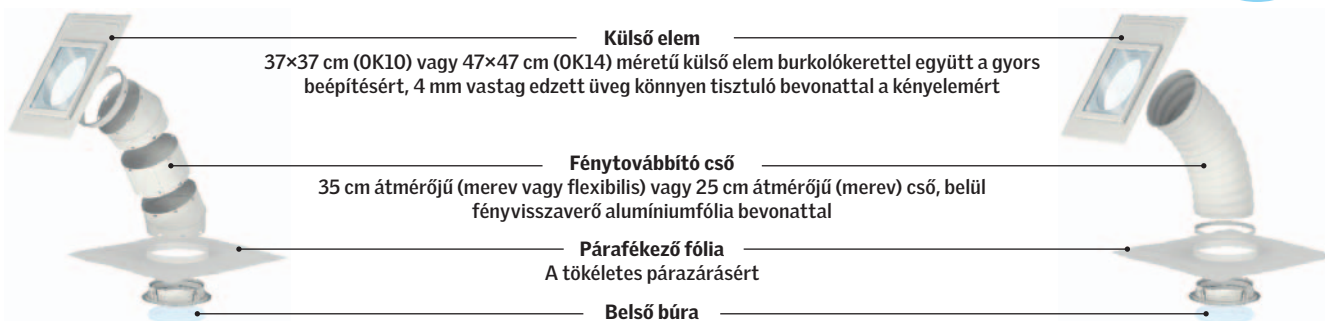 Külső elem
37×37 cm (0K10) vagy 47×47 cm (0K14) méretű külső elem burkolókerettel együtt a gyors
beépítésért, 4 mm vastag edzett üveg könnyen tisztuló bevonattal a kényelemért
Fénytovábbító cső
35 cm átmérőjű (merev vagy flexibilis) vagy 25 cm átmérőjű (merev) cső, belül
fényvisszaverő alumíniumfólia bevonattal
Párafékező fólia
A tökéletes párazárásért
Belső búra